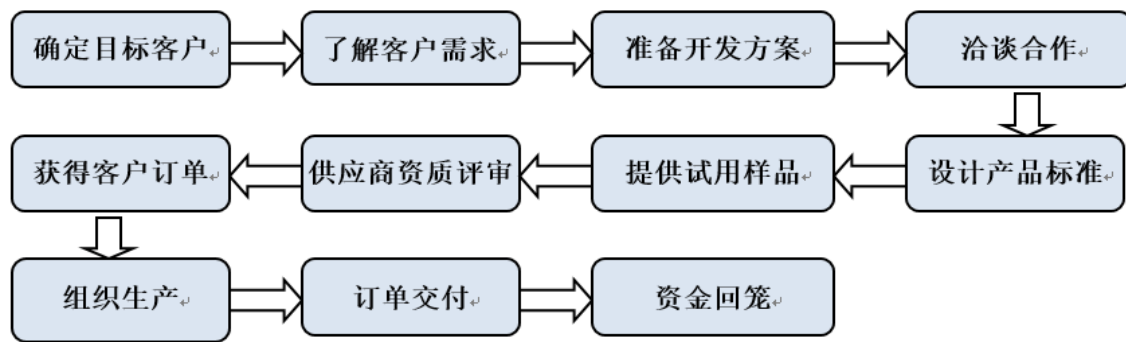 确定目标客户
了解客户需求
准备开发方案
洽谈合作
设计产品标准
提供试用样品
供应商资质评审
获得客户订单
组织生产
订单交付
资金回笼